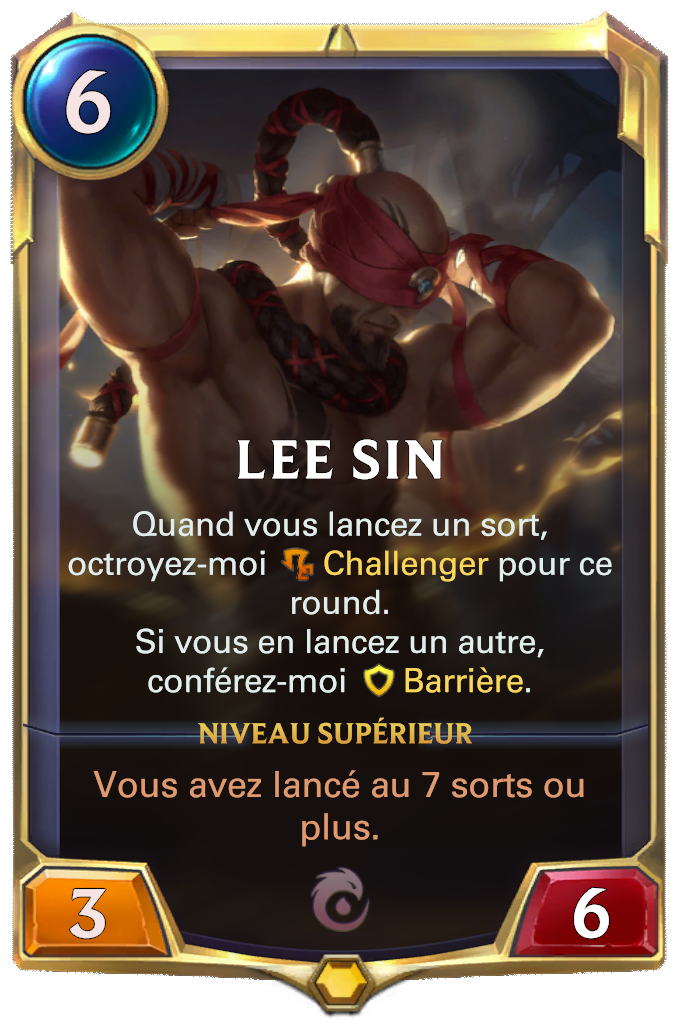 6
LEE SIN
Quand vous lancez un sort,
octroyez-moi Challenger pour ce
round.
Si vous en lancez un autre,
conférez-moi Barrière.
NIVEAU SUPÉRIEUR
Vous avez lancé au 7 sorts ou
plus.
3
6